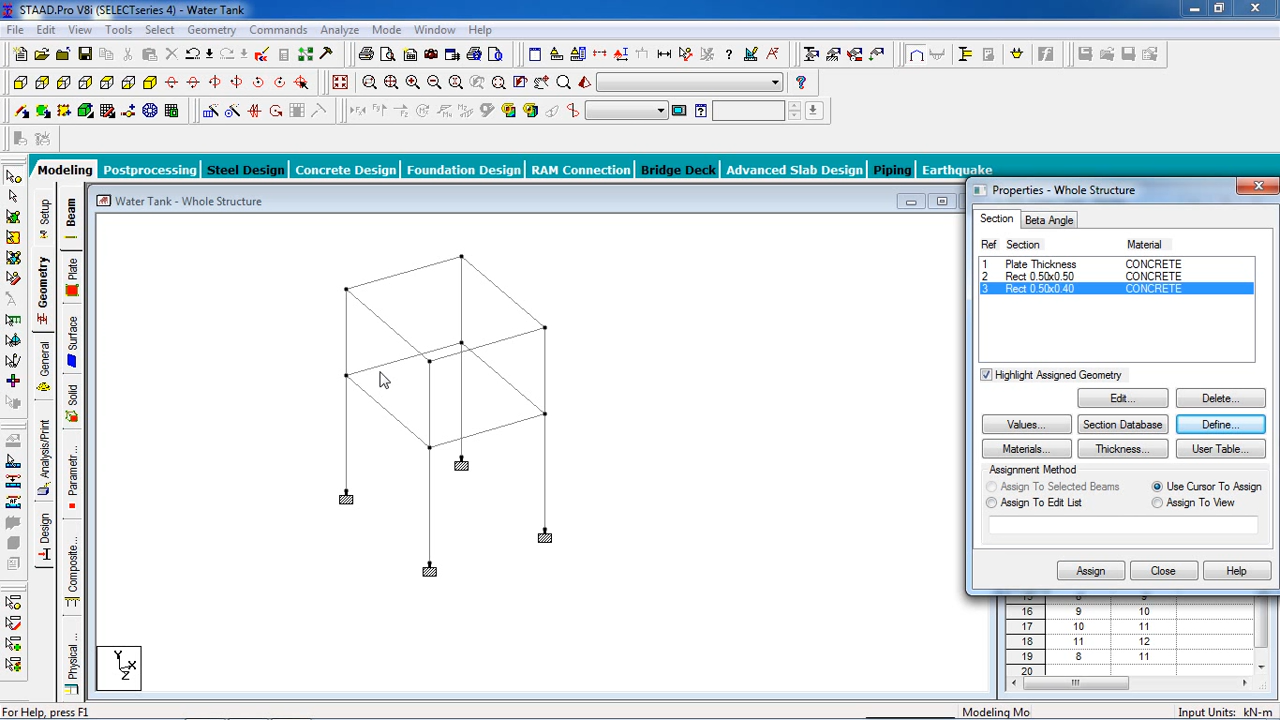 STAAD.Pro V8i (SELECTseries 4) - Water Tank
File Edit View Tools Select Geometry Commands Analyze Mode Window Help
Modeling Postprocessing Steel Design Concrete Design Foundation Design RAM Connection Bridge Deck Advanced Slab Design Piping Earthquake
Setup
Geometry
General
Analysis/Print
Design
Beam
Plate
Surface
Solid
Parametr...
Composite...
Physical ...
Water Tank - Whole Structure
Y
X
Z
Properties - Whole Structure
Section Beta Angle
Ref Section Material
1 Plate Thickness CONCRETE
2 Rect 0.50x0.50 CONCRETE
3 Rect 0.50x0.40 CONCRETE
Highlight Assigned Geometry
Edit... Delete...
Values... Section Database Define...
Materials... Thickness... User Table...
Assignment Method
Assign To Selected Beams Use Cursor To Assign
Assign To Edit List Assign To View
Assign Close Help
16 9 10
17 10 11
18 11 12
19 8 11
20
For Help, press F1 Modeling Mo Input Units: kN-m